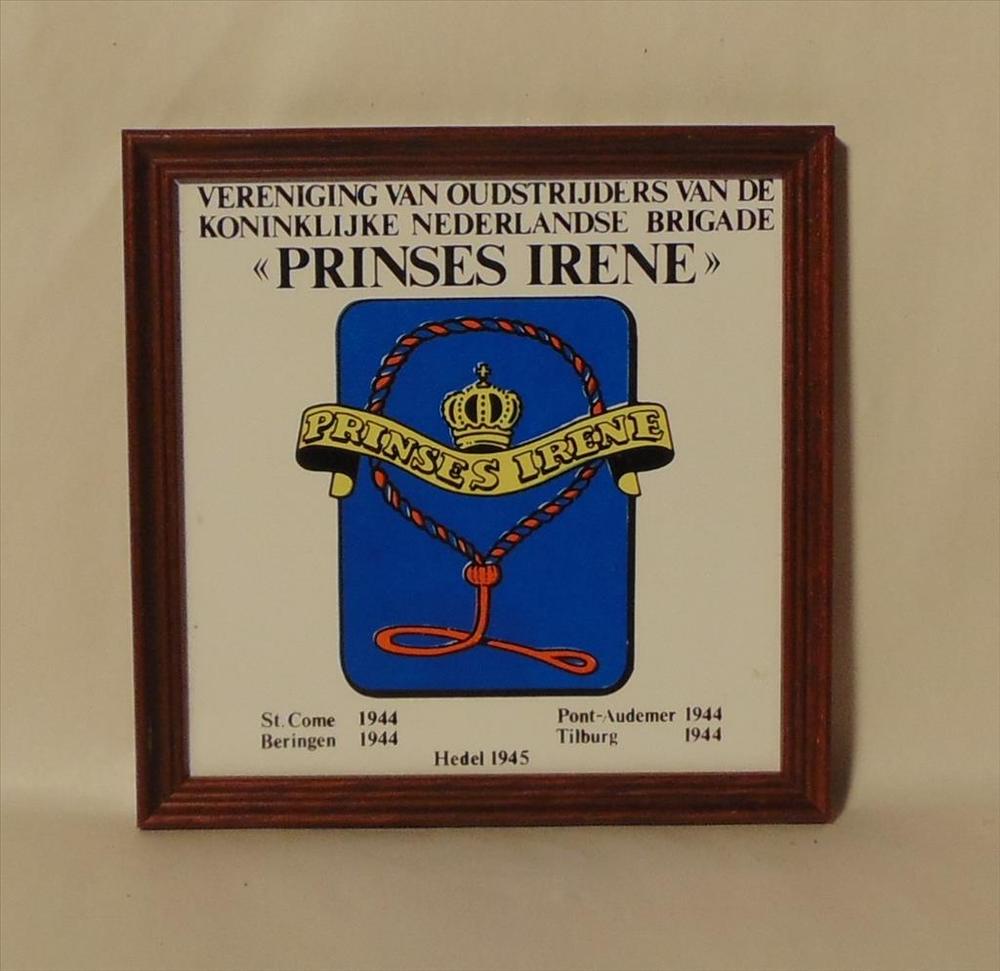 VERENIGING VAN OUDSTRIJDERS VAN DE
KONINKLIJKE NEDERLANDSE BRIGADE
«PRINSES IRENE»
PRINSES IRENE
St. Come 1944
Beringen 1944
Pont-Audemer 1944
Tilburg 1944
Hedel 1945